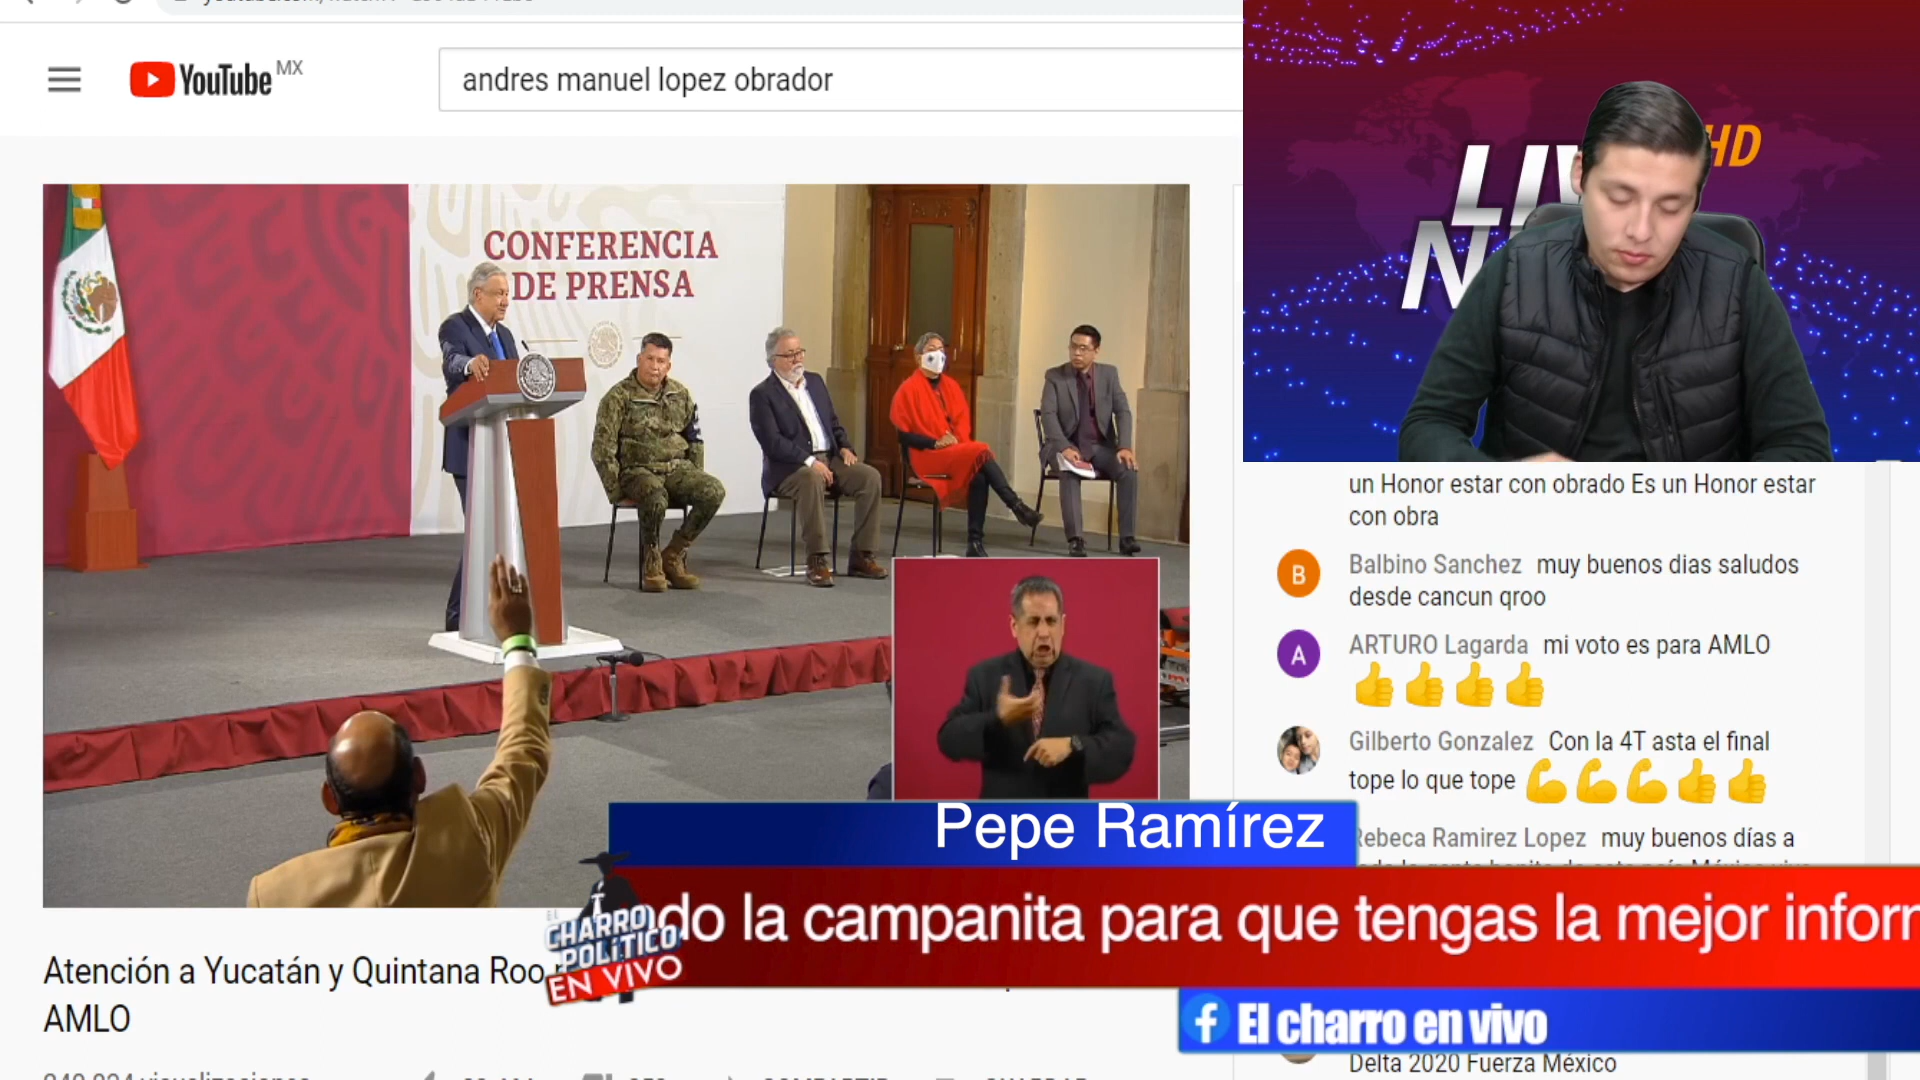 YouTube MX
andres manuel lopez obrador
HD
CONFERENCIA
DE PRENSA
un Honor estar con obrado Es un Honor estar
con obra
B
Balbino Sanchez muy buenos dias saludos
desde cancun qroo
A
ARTURO Lagarda mi voto es para AMLO
👍👍👍👍
Gilberto Gonzalez Con la 4T asta el final
tope lo que tope 💪💪💪👍👍
Rebeca Ramirez Lopez muy buenos días a
Pepe Ramírez
do la campanita para que tengas la mejor infor
CHARRO
POLÍTICO
EN VIVO
Atención a Yucatán y Quintana Roo
AMLO
El charro en vivo
Delta 2020 Fuerza México